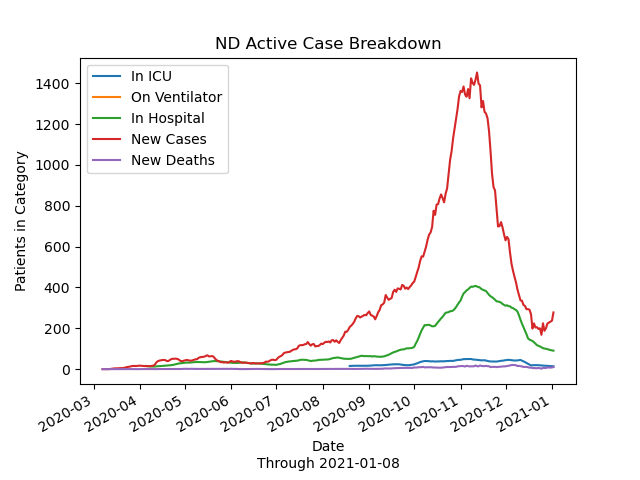 ND Active Case Breakdown
In ICU
On Ventilator
In Hospital
New Cases
New Deaths
Patients in Category
1400
1200
1000
800
600
400
200
0
2020-03
2020-04
2020-05
2020-06
2020-07
2020-08
2020-09
2020-10
2020-11
2020-12
2021-01
Date
Through 2021-01-08